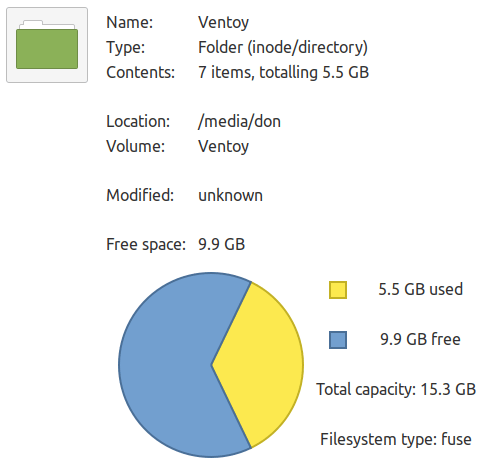 Name: Ventoy
Type: Folder (inode/directory)
Contents: 7 items, totalling 5.5 GB
Location: /media/don
Volume: Ventoy
Modified: unknown
Free space: 9.9 GB
5.5 GB used
9.9 GB free
Total capacity: 15.3 GB
Filesystem type: fuse